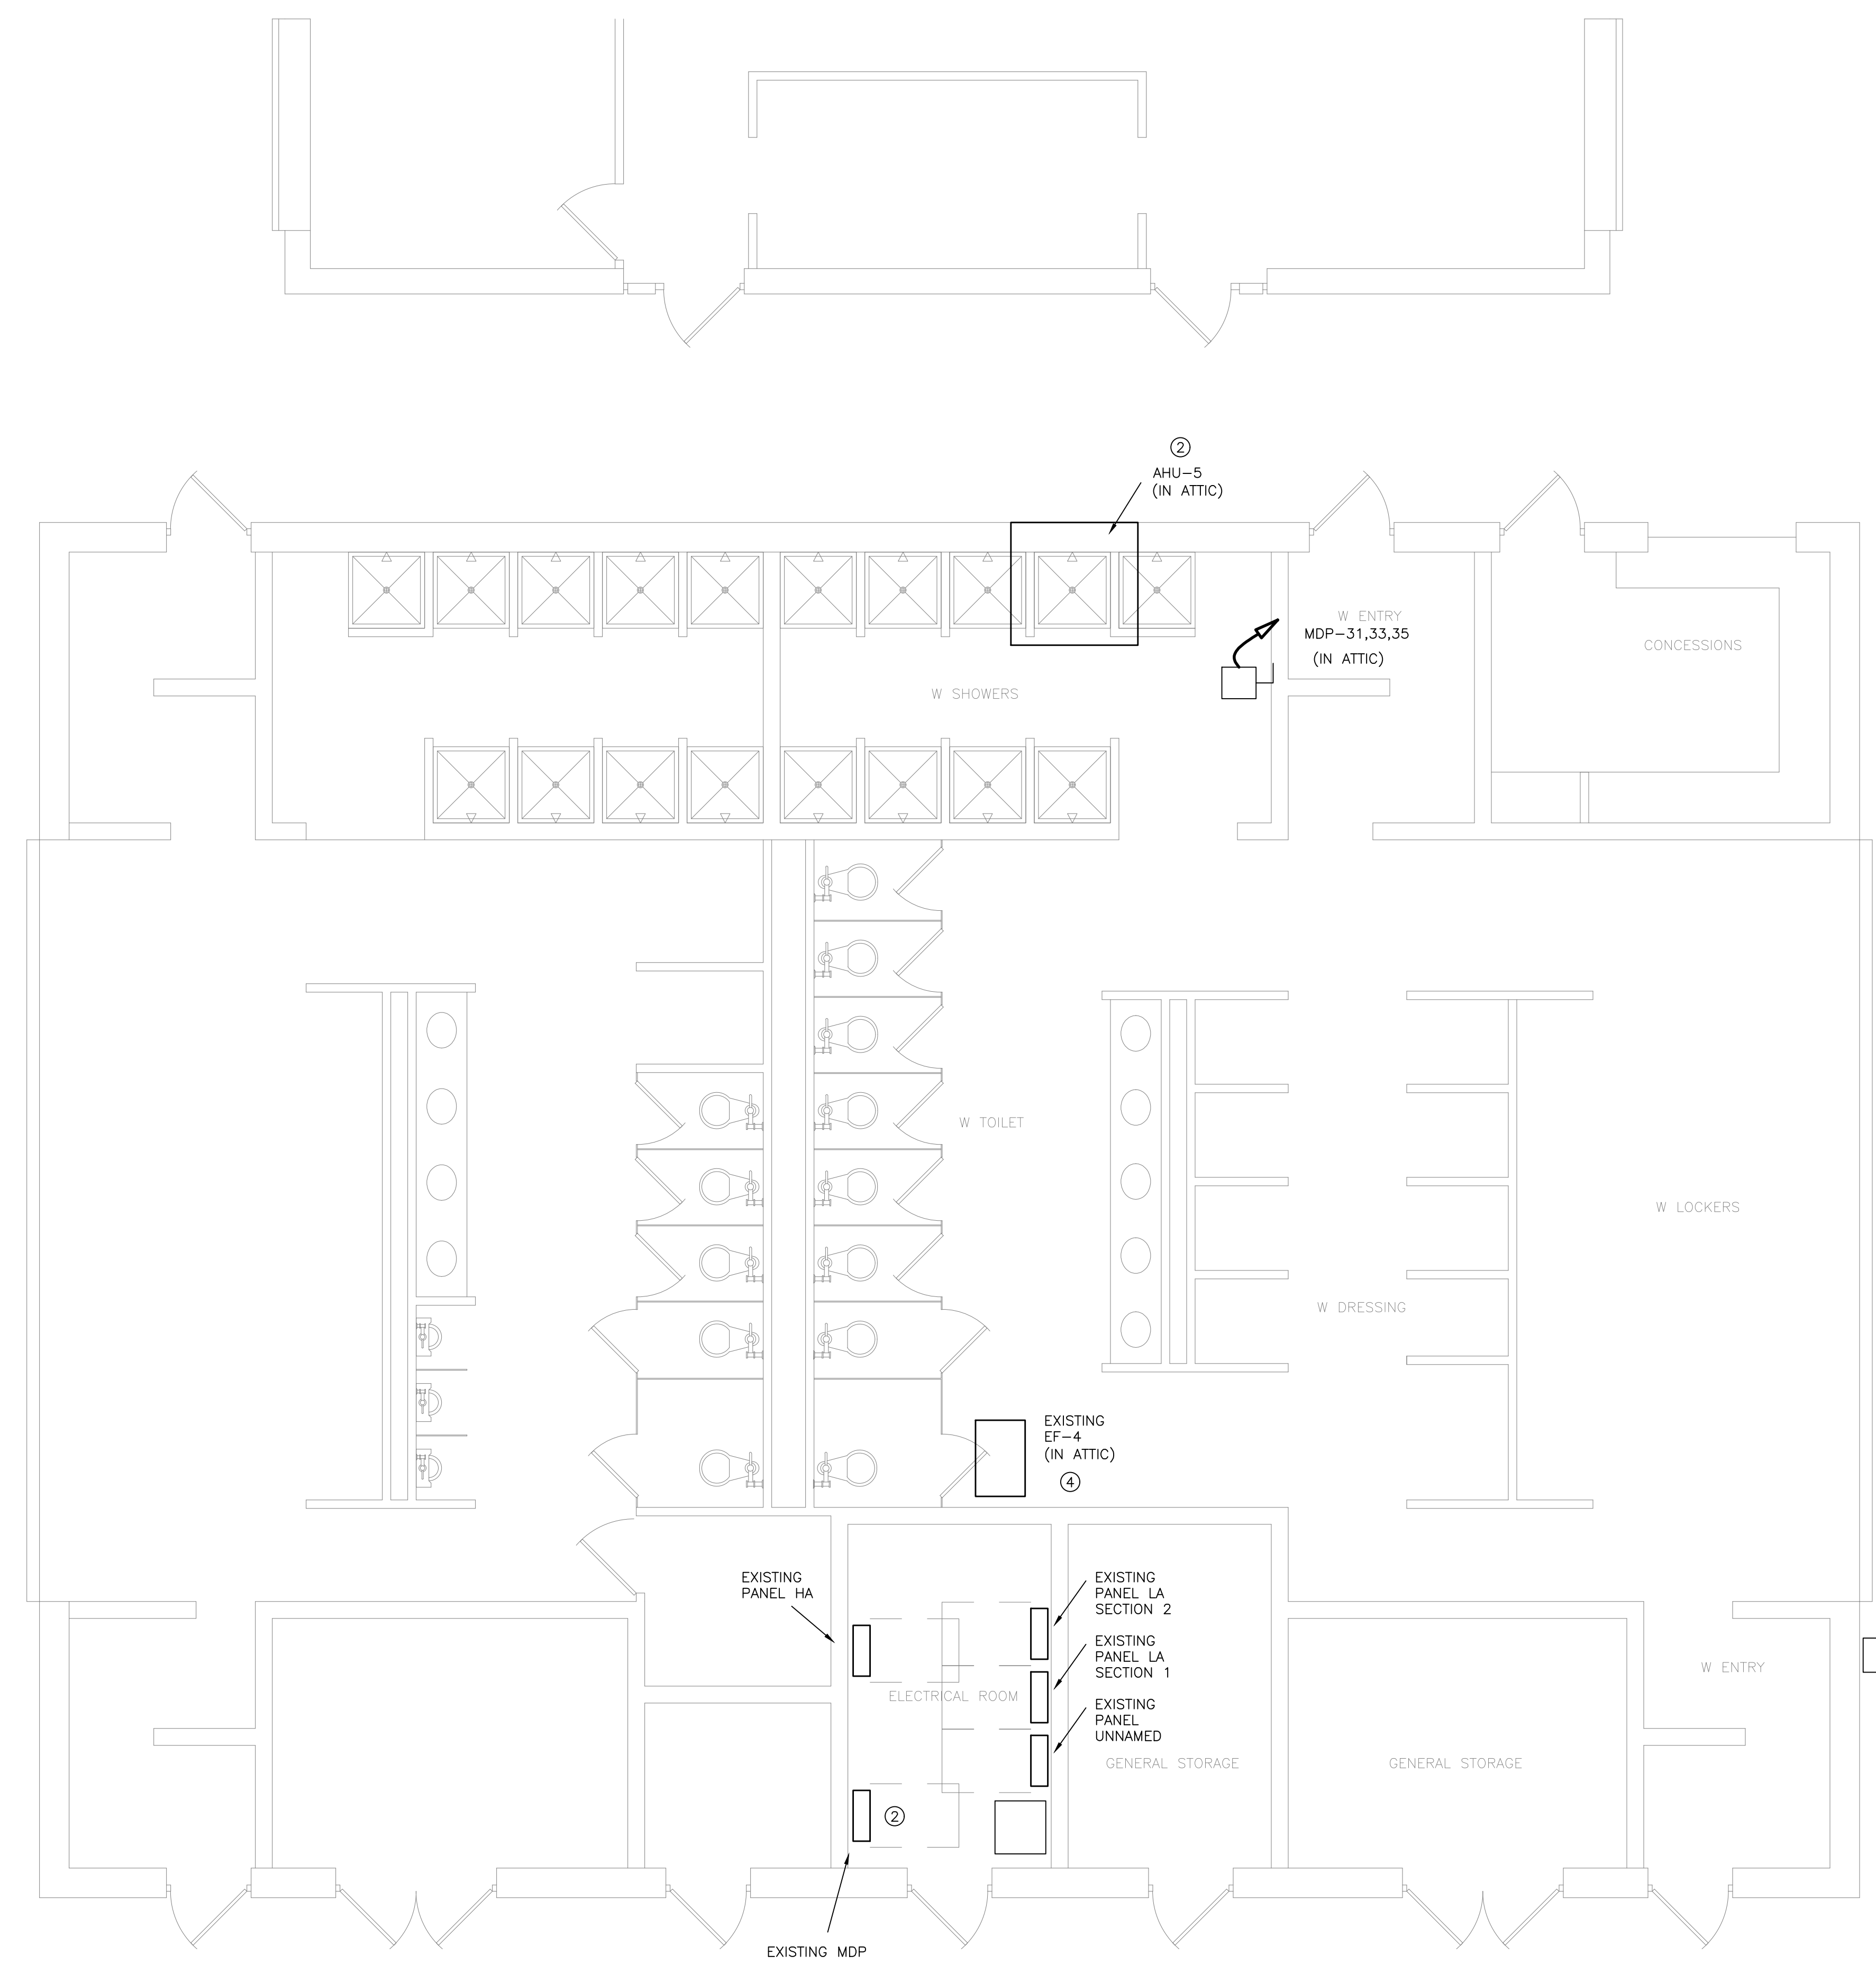 2
AHU-5
(IN ATTIC)
W ENTRY
MDP-31,33,35
(IN ATTIC)
CONCESSIONS
W SHOWERS
W TOILET
W LOCKERS
W DRESSING
EXISTING
EF-4
(IN ATTIC)
4
EXISTING
PANEL HA
EXISTING
PANEL LA
SECTION 2
EXISTING
PANEL LA
SECTION 1
W ENTRY
ELECTRICAL ROOM
EXISTING
PANEL
UNNAMED
GENERAL STORAGE
GENERAL STORAGE
2
EXISTING MDP